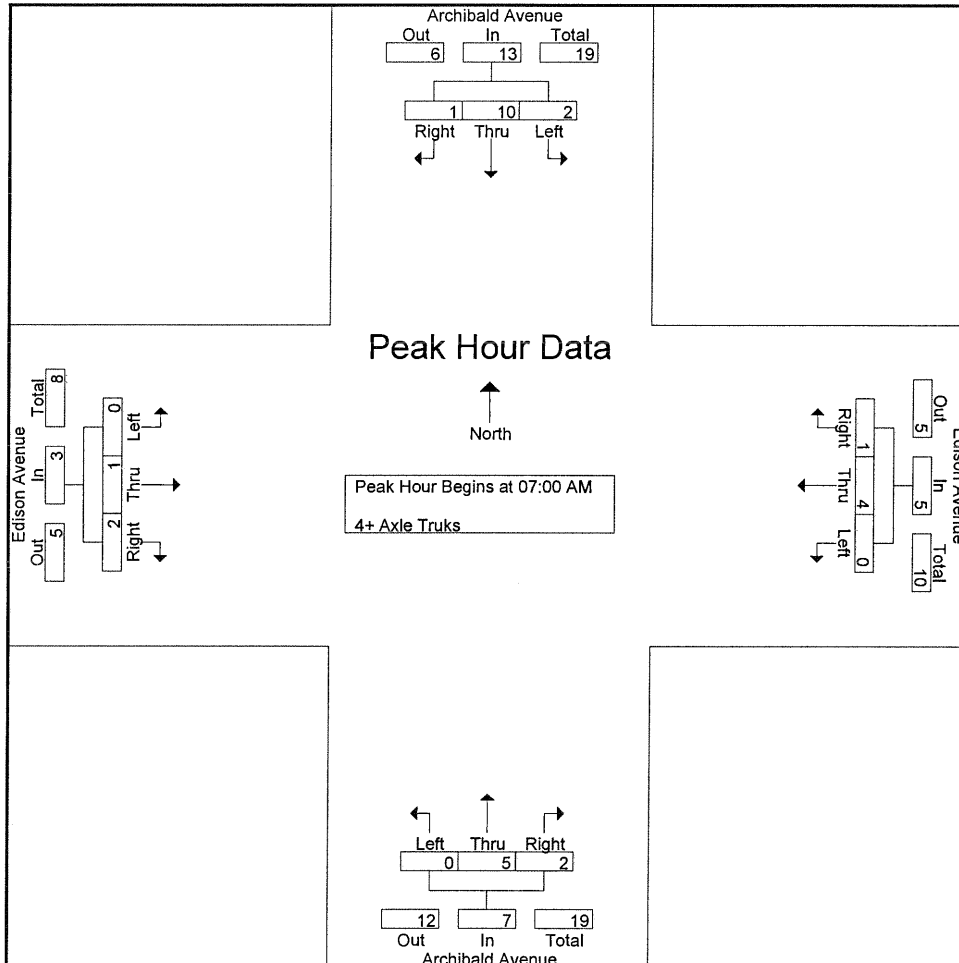 Archibald Avenue
Out In Total
6 13 19
1 10 2
Right Thru Left
Peak Hour Data
North
Peak Hour Begins at 07:00 AM
4+ Axle Truks
Edison Avenue
Out In Total
5 3 8
Right Thru Left
2 1 0
Edison Avenue
Out In Total
5 5 10
Right Thru Left
1 4 0
Left Thru Right
0 5 2
12 7 19
Out In Total
Archibald Avenue